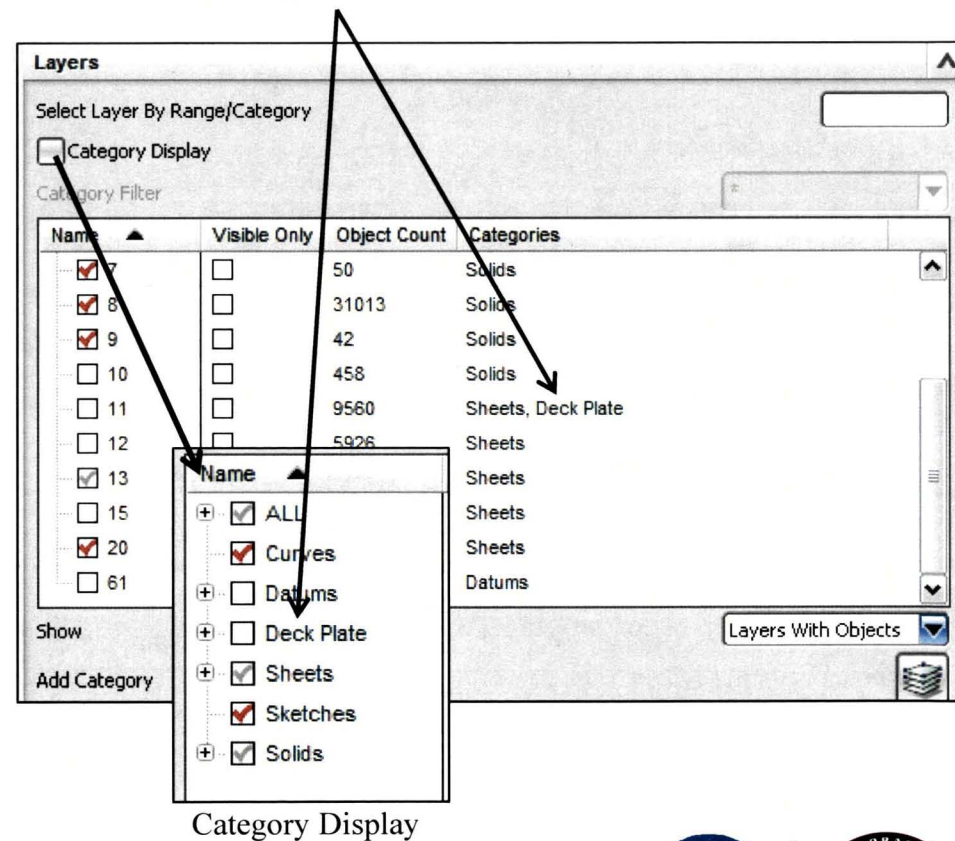 Layers
Select Layer By Range/Category
Category Display
Category Filter *
Name Visible Only Object Count Categories
7 50 Solids
8 31013 Solids
9 42 Solids
10 458 Solids
11 9560 Sheets, Deck Plate
12 5926 Sheets
13 Sheets
15 Sheets
20 Sheets
61 Datums
Show Layers With Objects
Add Category
Name
ALL
Curves
Datums
Deck Plate
Sheets
Sketches
Solids
Category Display